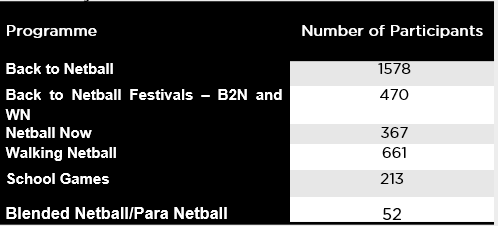 Programme Number of Participants
Back to Netball 1578
Back to Netball Festivals – B2N and 470
WN
Netball Now 367
Walking Netball 661
School Games 213
Blended Netball/Para Netball 52